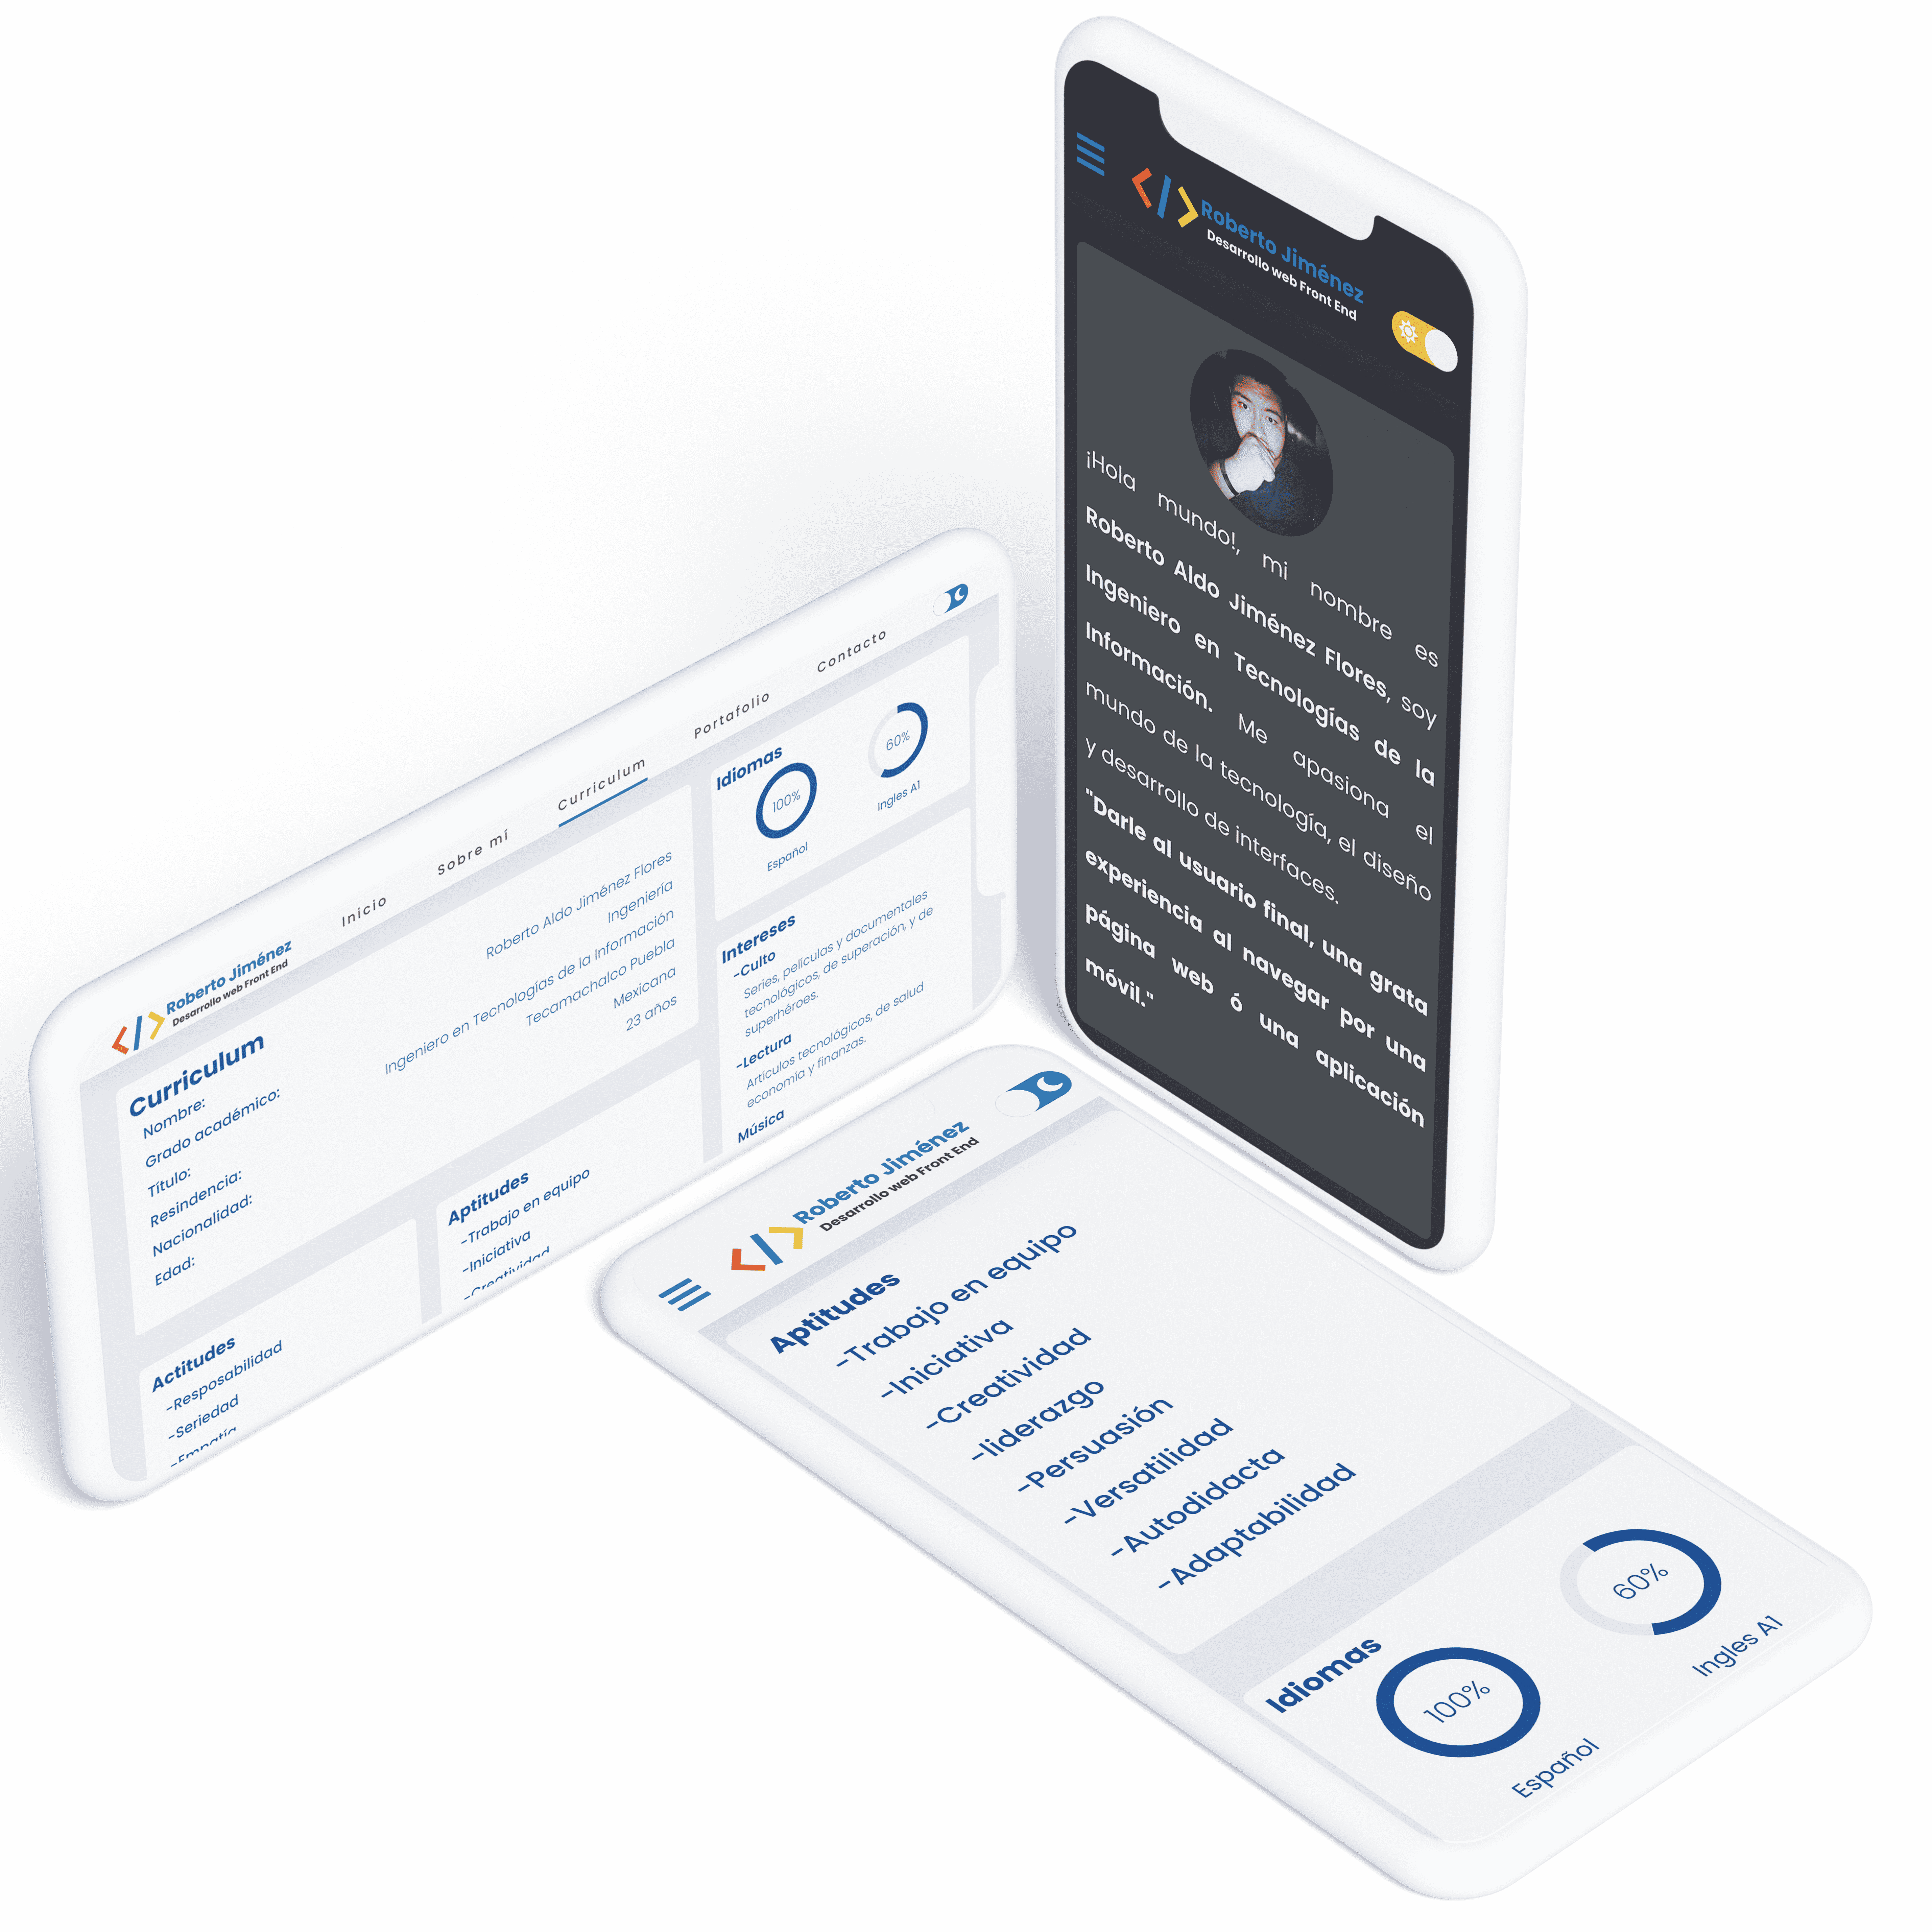 Roberto Jiménez
Desarrollo web Front End
¡Hola mundo!, mi nombre es
Roberto Aldo Jiménez Flores, soy
Ingeniero en Tecnologías de la
Información. Me apasiona el
mundo de la tecnología, el diseño
y desarrollo de interfaces.
"Darle al usuario final, una grata
experiencia al navegar por una
página web ó una aplicación
móvil."
Roberto Jiménez
Desarrollo web Front End
Inicio
Sobre mí
Curriculum
Portafolio
Contacto
Curriculum
Nombre: Roberto Aldo Jiménez Flores
Grado académico: Ingeniería
Título: Ingeniero en Tecnologías de la Información
Resindencia: Tecamachalco Puebla
Nacionalidad: Mexicana
Edad: 23 años
Idiomas
100%
Español
60%
Ingles A1
Intereses
-Culto
Series, películas y documentales
tecnológicos, de superación, y de
superhéroes.
-Lectura
Artículos tecnológicos, de salud
economía y finanzas.
Música
Actitudes
-Resposabilidad
-Seriedad
-Empatía
Aptitudes
-Trabajo en equipo
-Iniciativa
-Creatividad
Roberto Jiménez
Desarrollo web Front End
Aptitudes
-Trabajo en equipo
-Iniciativa
-Creatividad
-liderazgo
-Persuasión
-Versatilidad
-Autodidacta
-Adaptabilidad
Idiomas
100%
Español
60%
Ingles A1